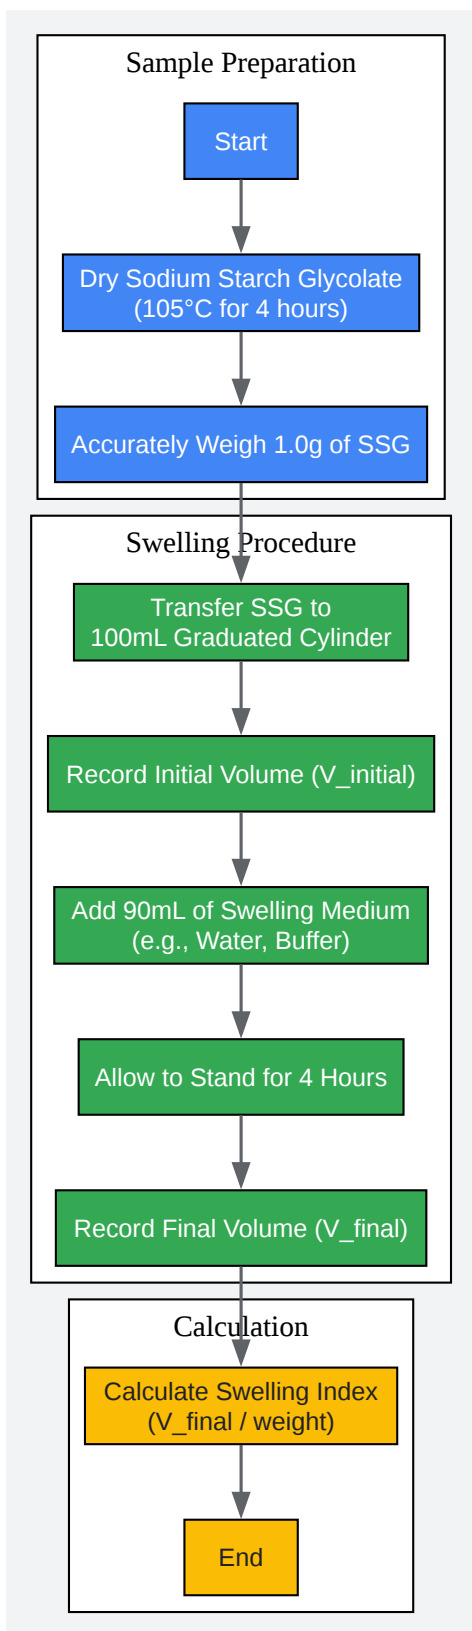 Sample Preparation
Start
Dry Sodium Starch Glycolate
(105°C for 4 hours)
Accurately Weigh 1.0g of SSG
Swelling Procedure
Transfer SSG to
100mL Graduated Cylinder
Record Initial Volume (V_initial)
Add 90mL of Swelling Medium
(e.g., Water, Buffer)
Allow to Stand for 4 Hours
Record Final Volume (V_final)
Calculation
Calculate Swelling Index
(V_final / weight)
End